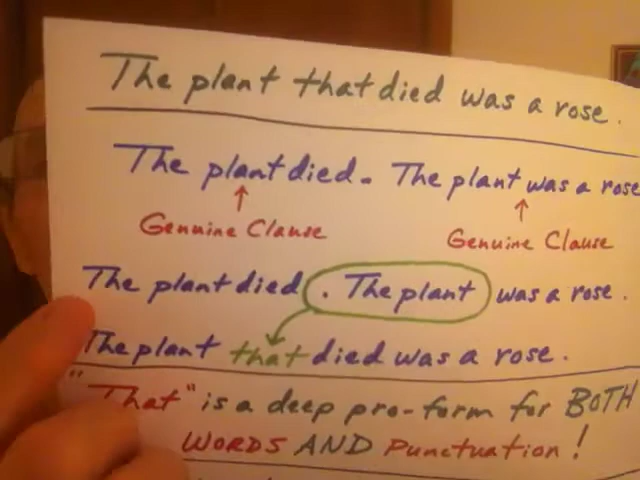 The plant that died was a rose.
The plant died. The plant was a rose
Genuine Clause Genuine Clause
The plant died . The plant was a rose.
The plant that died was a rose.
"That" is a deep pro-form for BOTH
WORDS AND Punctuation!